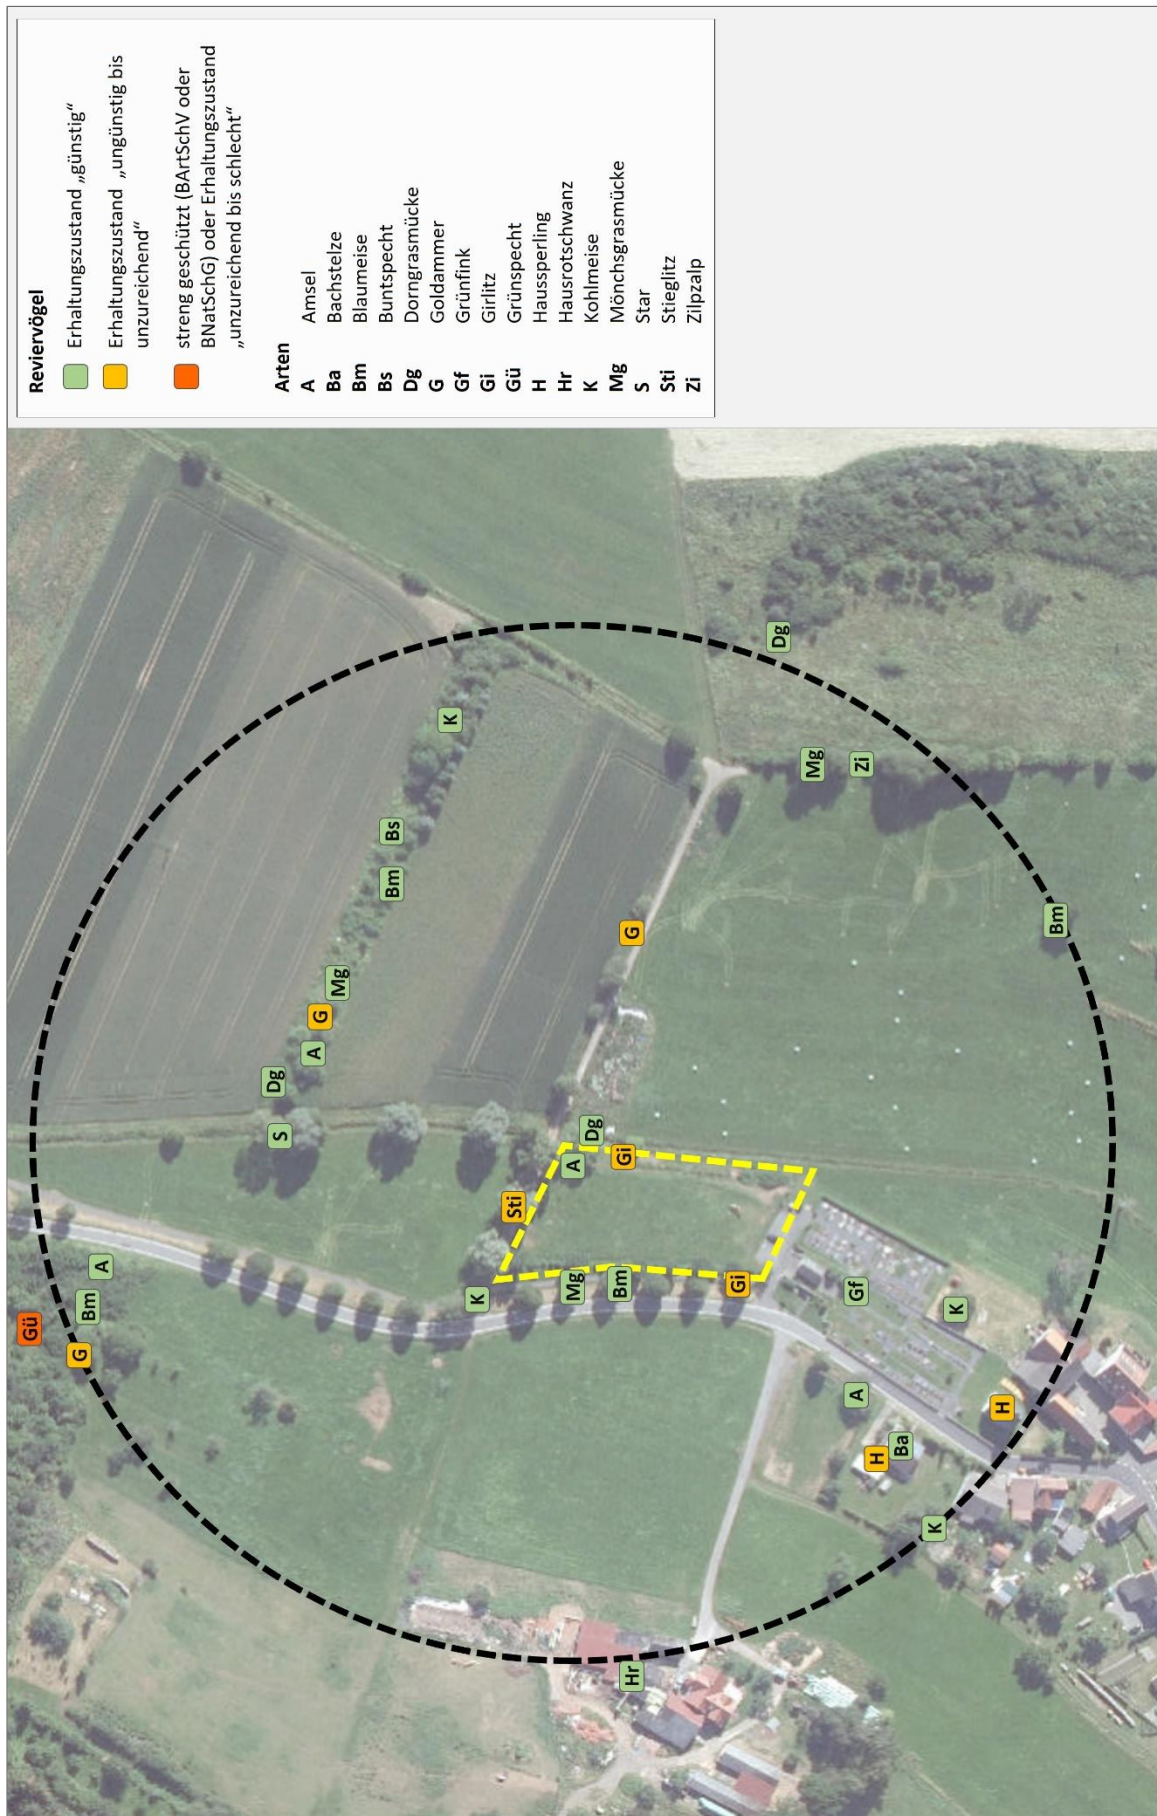 Reviervögel
Erhaltungszustand „günstig“
Erhaltungszustand „ungünstig bis
unzureichend“
streng geschützt (BArtSchV oder
BNatSchG) oder Erhaltungszustand
„unzureichend bis schlecht“
Arten
A Amsel
Ba Bachstelze
Bm Blaumeise
Bs Buntspecht
Dg Dorngrasmücke
G Goldammer
Gf Grünfink
Gi Girlitz
Gü Grünspecht
H Haussperling
Hr Hausrotschwanz
K Kohlmeise
Mg Mönchsgrasmücke
S Star
Sti Stieglitz
Zi Zilpzalp
Gü
G
Bm
A
S
Dg
A
G
Mg
Bm
Bs
K
K
Sti
Mg
A
Dg
Bm
Gi
G
Hr
Gi
Dg
Mg
Zi
Gf
A
H
Ba
K
K
H
Bm